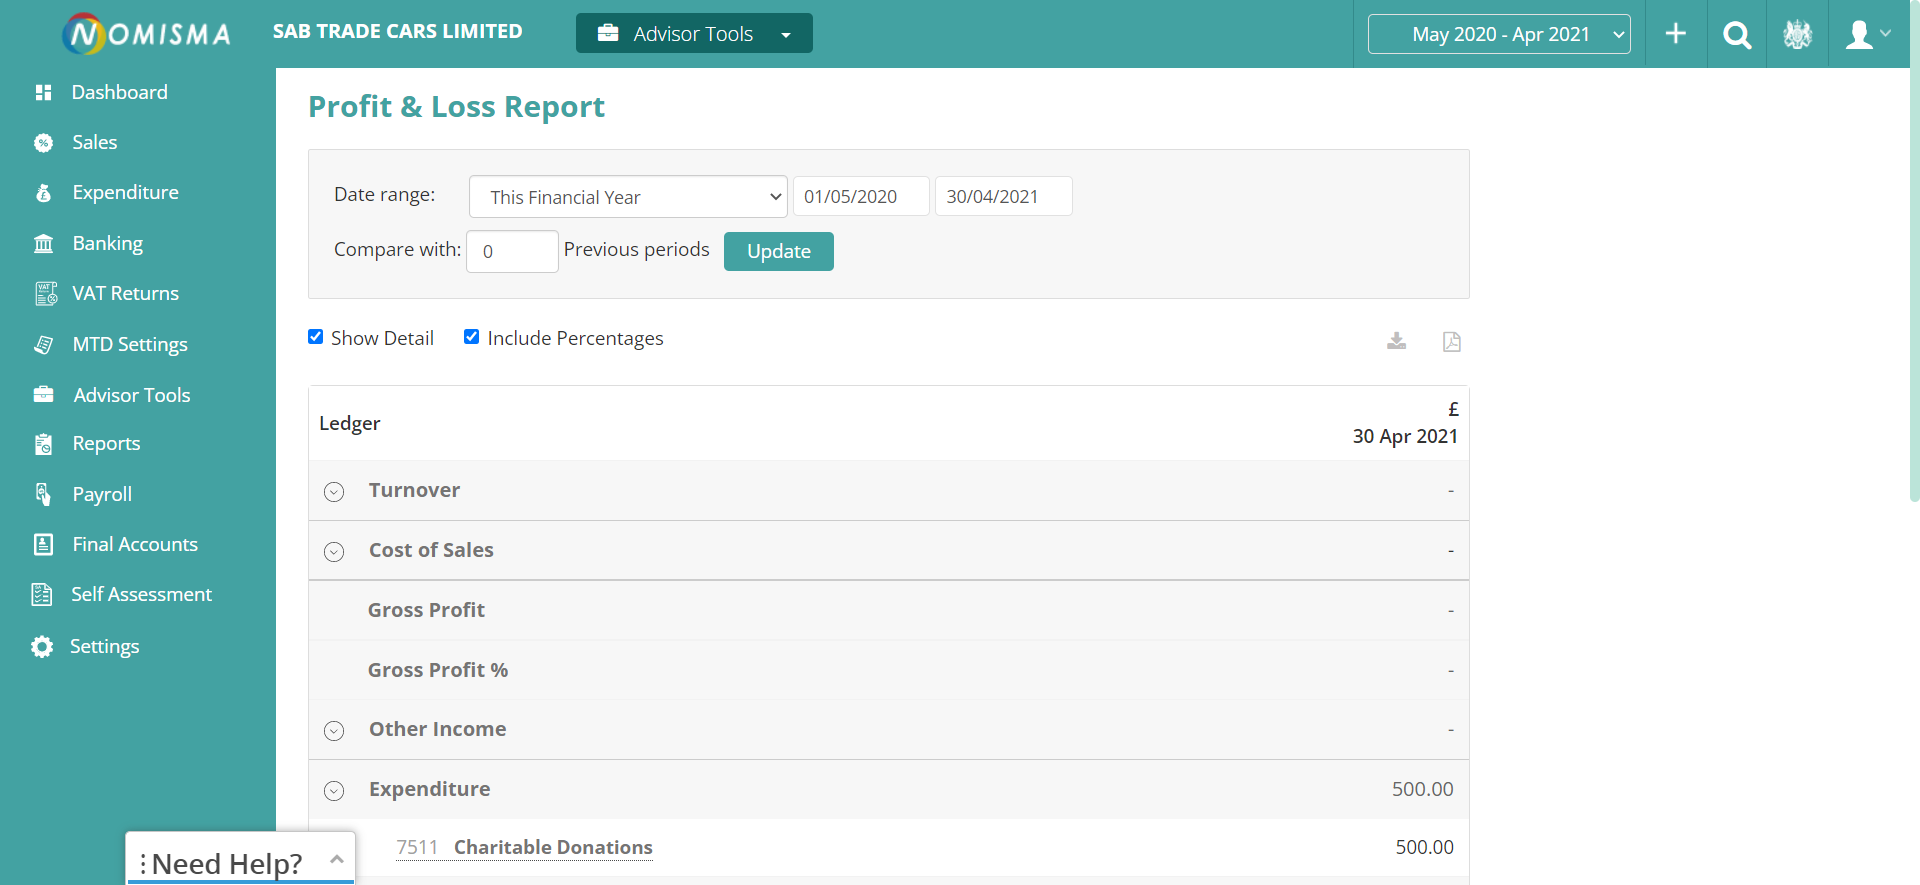 NOMISMA
SAB TRADE CARS LIMITED
Advisor Tools
May 2020 - Apr 2021
Dashboard
Sales
Expenditure
Banking
VAT Returns
MTD Settings
Advisor Tools
Reports
Payroll
Final Accounts
Self Assessment
Settings
Need Help?
Profit & Loss Report
Date range: This Financial Year 01/05/2020 30/04/2021
Compare with: 0 Previous periods Update
Show Detail Include Percentages
Ledger £
30 Apr 2021
Turnover -
Cost of Sales -
Gross Profit -
Gross Profit % -
Other Income -
Expenditure 500.00
7511 Charitable Donations 500.00